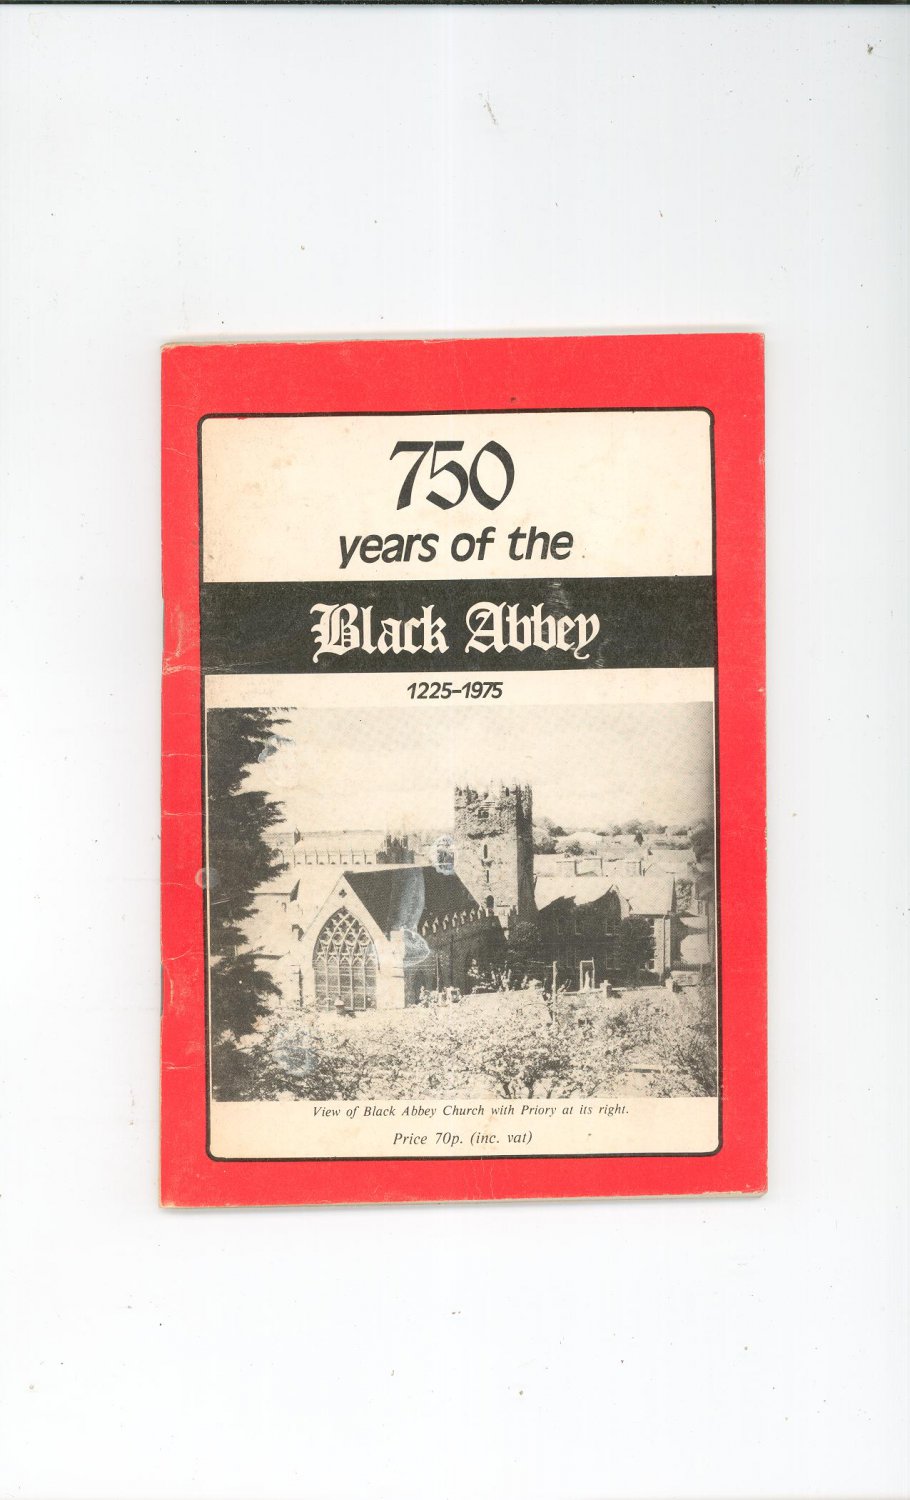 750
years of the
Black Abbey
1225-1975
View of Black Abbey Church with Priory at its right.
Price 70p. (inc. vat)